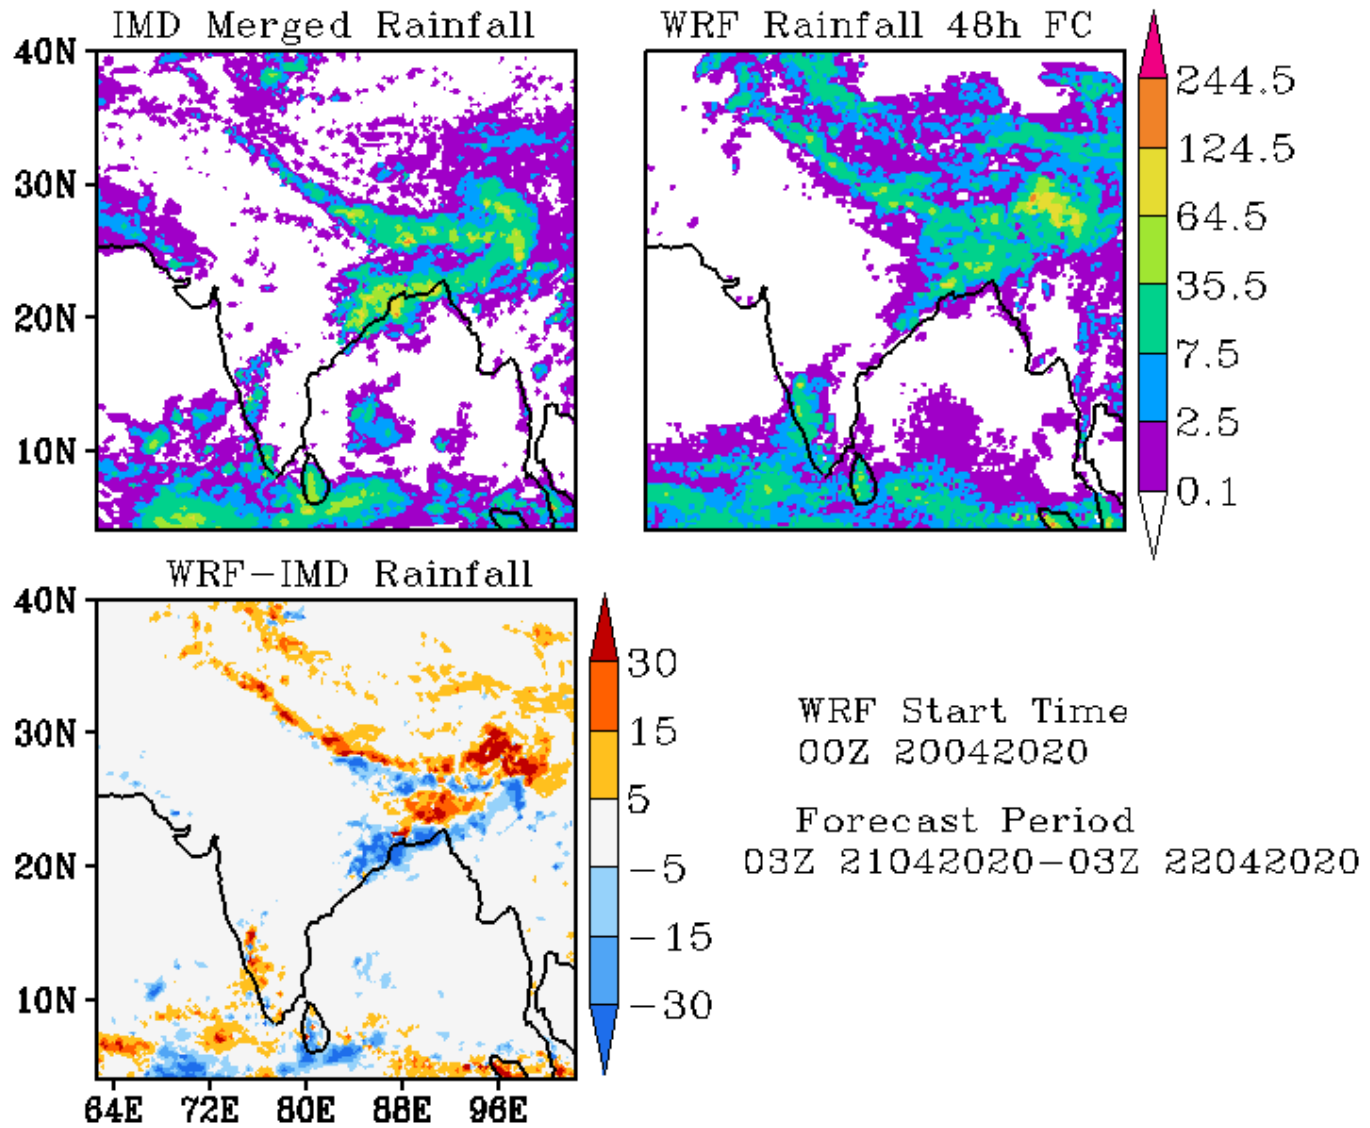 IMD Merged Rainfall
WRF Rainfall 48h FC
40N
30N
20N
10N
244.5
124.5
64.5
35.5
7.5
2.5
0.1
WRF-IMD Rainfall
40N
30N
20N
10N
64E 72E 80E 88E 96E
30
15
5
-5
-15
-30
WRF Start Time
00Z 20042020
Forecast Period
03Z 21042020-03Z 22042020